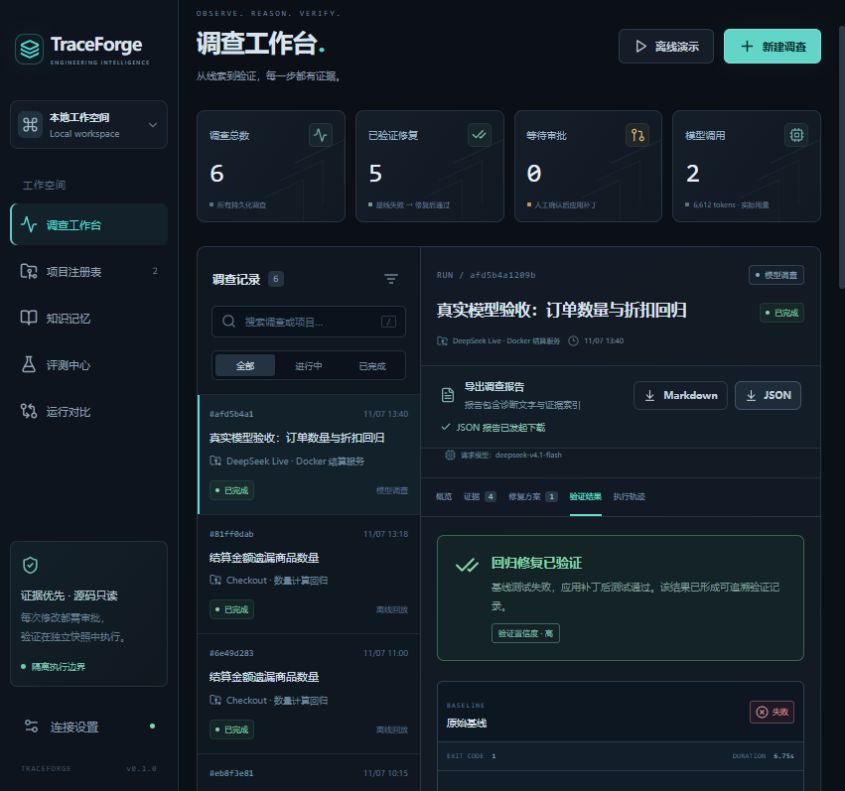 TraceForge
ENGINEERING INTELLIGENCE
本地工作空间
Local workspace
工作空间
调查工作台
项目注册表 2
知识记忆
评测中心
运行对比
证据优先 · 源码只读
每次修改都需审批，
验证在独立快照中执行。
隔离执行边界
连接设置
TRACEFORGE v0.1.0
OBSERVE. REASON. VERIFY.
调查工作台.
从线索到验证，每一步都有证据。
离线演示
新建调查
调查总数
6
所有持久化调查
已验证修复
5
基线失败 → 修复后通过
等待审批
0
人工确认后应用补丁
模型调用
2
6,612 tokens · 实际用量
调查记录 6
搜索调查或项目... /
全部 进行中 已完成
#afd5b4a1 11/07 13:40
真实模型验收：订单数量与折扣回归
DeepSeek Live · Docker 结算服务
已完成 模型调查
#81ff0dab 11/07 13:18
结算金额遗漏商品数量
Checkout · 数量计算回归
已完成 离线回放
#6e49d283 11/07 11:00
结算金额遗漏商品数量
Checkout · 数量计算回归
已完成 离线回放
#eb8f3e81 11/07 10:15
RUN / afd5b4a1209b 模型调查
真实模型验收：订单数量与折扣回归 已完成
DeepSeek Live · Docker 结算服务 11/07 13:40
导出调查报告
报告包含诊断文字与证据索引
Markdown JSON
JSON 报告已发起下载
请求模型: deepseek-v4.1-flash
概览 证据 4 修复方案 1 验证结果 执行轨迹
回归修复已验证
基线测试失败，应用补丁后测试通过。该结果已形成可追溯验证记
录。
验证置信度 · 高
BASELINE
原始基线
失败
EXIT CODE 1 DURATION 6.75s